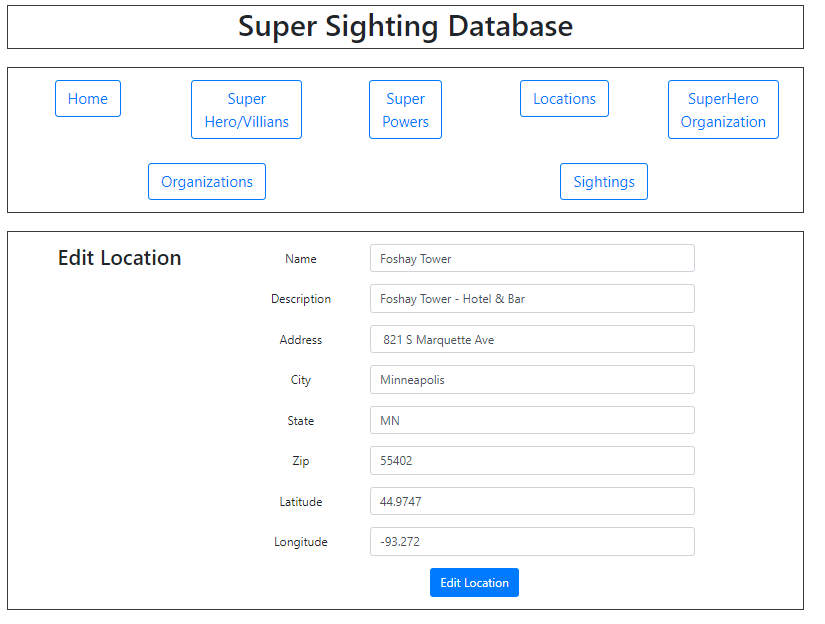 Super Sighting Database
Home
Super
Hero/Villians
Super
Powers
Locations
SuperHero
Organization
Organizations
Sightings
Edit Location
Name
Foshay Tower
Description
Foshay Tower - Hotel & Bar
Address
821 S Marquette Ave
City
Minneapolis
State
MN
Zip
55402
Latitude
44.9747
Longitude
-93.272
Edit Location